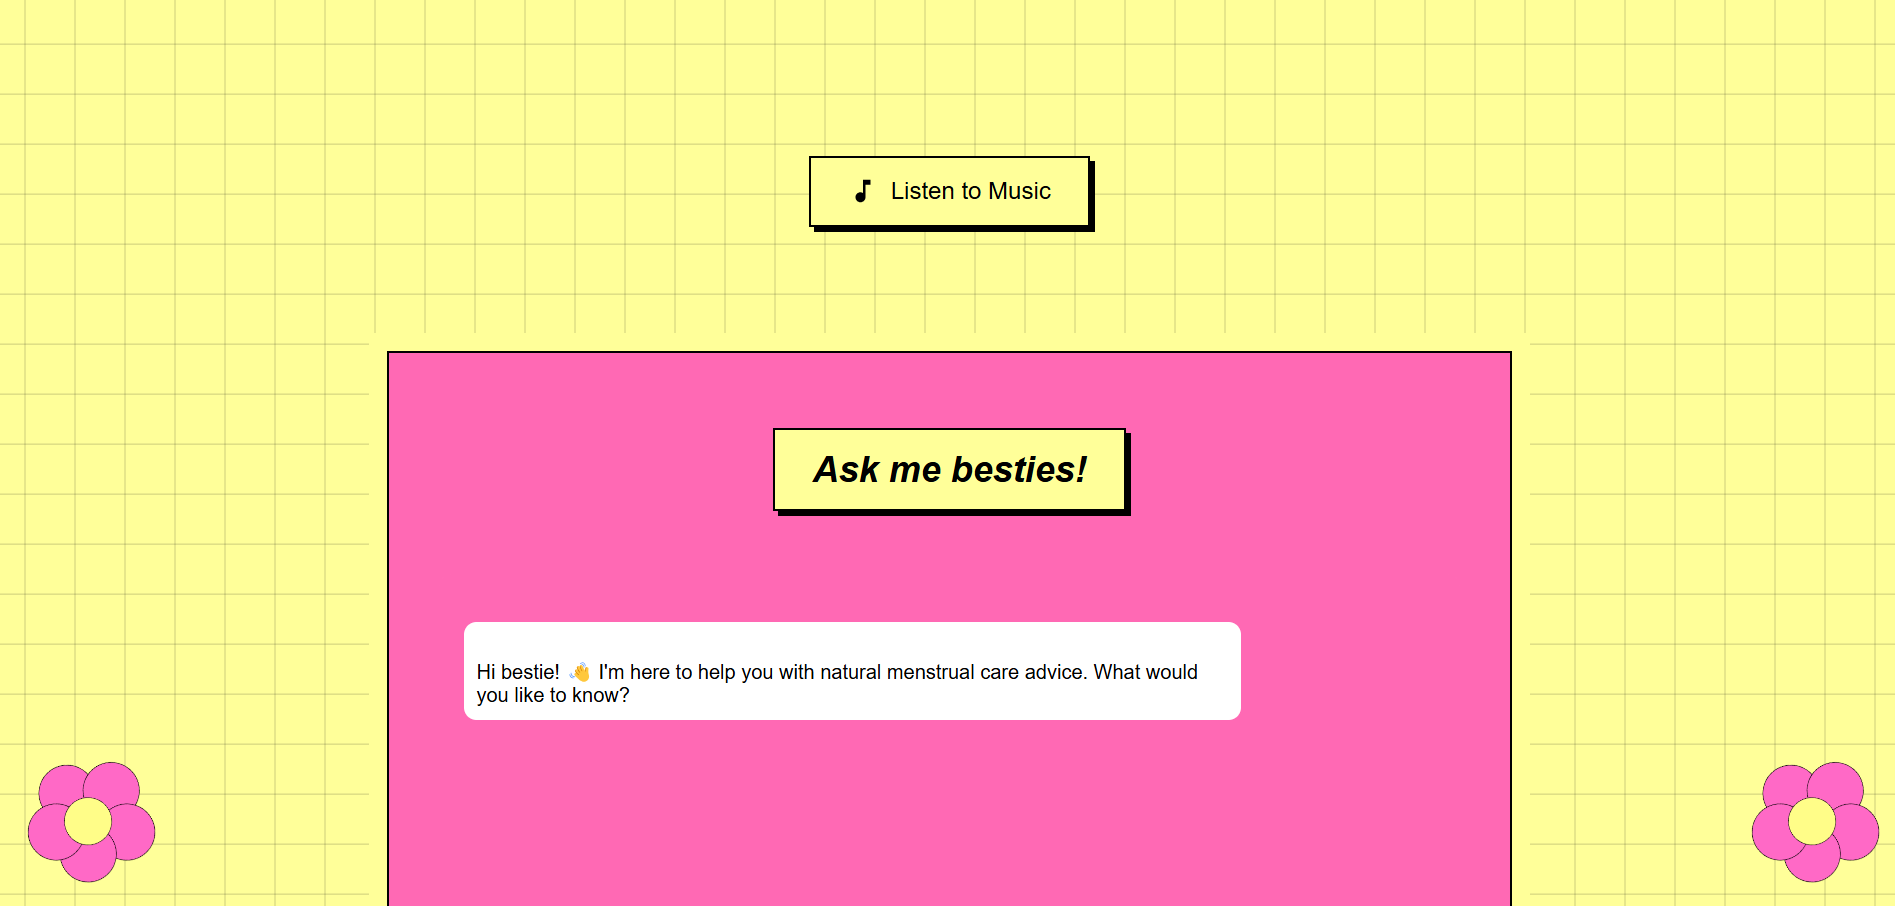 Listen to Music
Ask me besties!
Hi bestie! 👋 I'm here to help you with natural menstrual care advice. What would
you like to know?